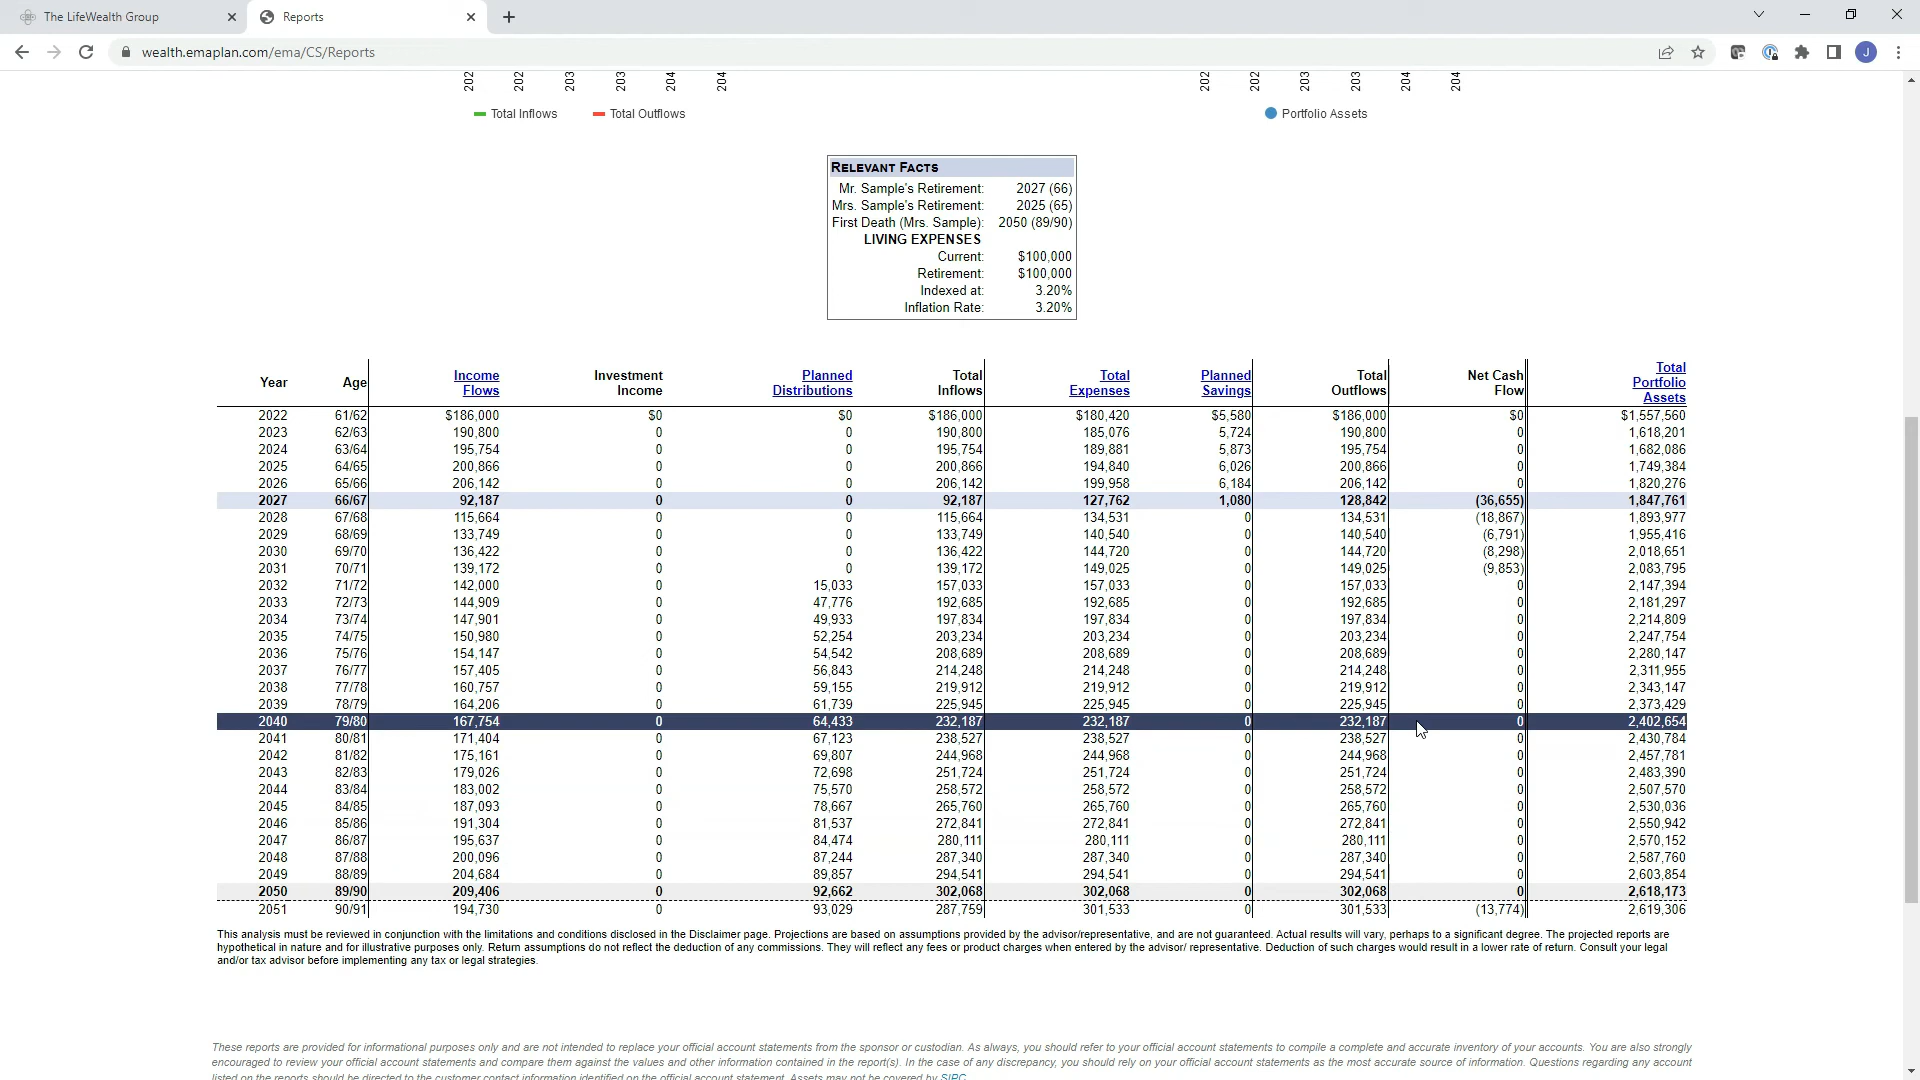 The LifeWealth Group
Reports
wealth.emaplan.com/ema/CS/Reports
J
202 202 203 203 204 204
202 202 203 203 204 204
Total Inflows Total Outflows
Portfolio Assets
RELEVANT FACTS
Mr. Sample's Retirement: 2027 (66)
Mrs. Sample's Retirement: 2025 (65)
First Death (Mrs. Sample): 2050 (89/90)
LIVING EXPENSES
Current: $100,000
Retirement: $100,000
Indexed at: 3.20%
Inflation Rate: 3.20%
Year Age Income Flows Investment Income Planned Distributions Total Inflows Total Expenses Planned Savings Total Outflows Net Cash Flow Total Portfolio Assets
2022 61/62 $186,000 $0 $0 $186,000 $180,420 $5,580 $186,000 $0 $1,557,560
2023 62/63 190,800 0 0 190,800 185,076 5,724 190,800 0 1,618,201
2024 63/64 195,754 0 0 195,754 189,881 5,873 195,754 0 1,682,086
2025 64/65 200,866 0 0 200,866 194,840 6,026 200,866 0 1,749,384
2026 65/66 206,142 0 0 206,142 199,958 6,184 206,142 0 1,820,276
2027 66/67 92,187 0 0 92,187 127,762 1,080 128,842 (36,655) 1,847,761
2028 67/68 115,664 0 0 115,664 134,531 0 134,531 (18,867) 1,893,977
2029 68/69 133,749 0 0 133,749 140,540 0 140,540 (6,791) 1,955,416
2030 69/70 136,422 0 0 136,422 144,720 0 144,720 (8,298) 2,018,651
2031 70/71 139,172 0 0 139,172 149,025 0 149,025 (9,853) 2,083,795
2032 71/72 142,000 0 15,033 157,033 157,033 0 157,033 0 2,147,394
2033 72/73 144,909 0 47,776 192,685 192,685 0 192,685 0 2,181,297
2034 73/74 147,901 0 49,933 197,834 197,834 0 197,834 0 2,214,809
2035 74/75 150,980 0 52,254 203,234 203,234 0 203,234 0 2,247,754
2036 75/76 154,147 0 54,542 208,689 208,689 0 208,689 0 2,280,147
2037 76/77 157,405 0 56,843 214,248 214,248 0 214,248 0 2,311,955
2038 77/78 160,757 0 59,155 219,912 219,912 0 219,912 0 2,343,147
2039 78/79 164,206 0 61,739 225,945 225,945 0 225,945 0 2,373,429
2040 79/80 167,754 0 64,433 232,187 232,187 0 232,187 0 2,402,654
2041 80/81 171,404 0 67,123 238,527 238,527 0 238,527 0 2,430,784
2042 81/82 175,161 0 69,807 244,968 244,968 0 244,968 0 2,457,781
2043 82/83 179,026 0 72,698 251,724 251,724 0 251,724 0 2,483,390
2044 83/84 183,002 0 75,570 258,572 258,572 0 258,572 0 2,507,570
2045 84/85 187,093 0 78,667 265,760 265,760 0 265,760 0 2,530,036
2046 85/86 191,304 0 81,537 272,841 272,841 0 272,841 0 2,550,942
2047 86/87 195,637 0 84,474 280,111 280,111 0 280,111 0 2,570,152
2048 87/88 200,096 0 87,244 287,340 287,340 0 287,340 0 2,587,760
2049 88/89 204,684 0 89,857 294,541 294,541 0 294,541 0 2,603,854
2050 89/90 209,406 0 92,662 302,068 302,068 0 302,068 0 2,618,173
2051 90/91 194,730 0 93,029 287,759 301,533 0 301,533 (13,774) 2,619,306
This analysis must be reviewed in conjunction with the limitations and conditions disclosed in the Disclaimer page. Projections are based on assumptions provided by the advisor/representative, and are not guaranteed. Actual results will vary, perhaps to a significant degree. The projected reports are
hypothetical in nature and for illustrative purposes only. Return assumptions do not reflect the deduction of any commissions. They will reflect any fees or product charges when entered by the advisor/ representative. Deduction of such charges would result in a lower rate of return. Consult your legal
and/or tax advisor before implementing any tax or legal strategies.
These reports are provided for informational purposes only and are not intended to replace your official account statements from the sponsor or custodian. As always, you should refer to your official account statements to compile a complete and accurate inventory of your accounts. You are also strongly
encouraged to review your official account statements and compare them against the values and other information contained in the report(s). In the case of any discrepancy, you should rely on your official account statements as the most accurate source of information. Questions regarding any account
listed on the reports should be directed to the customer contact information identified on the official account statement. Assets may not be covered by SIPC.